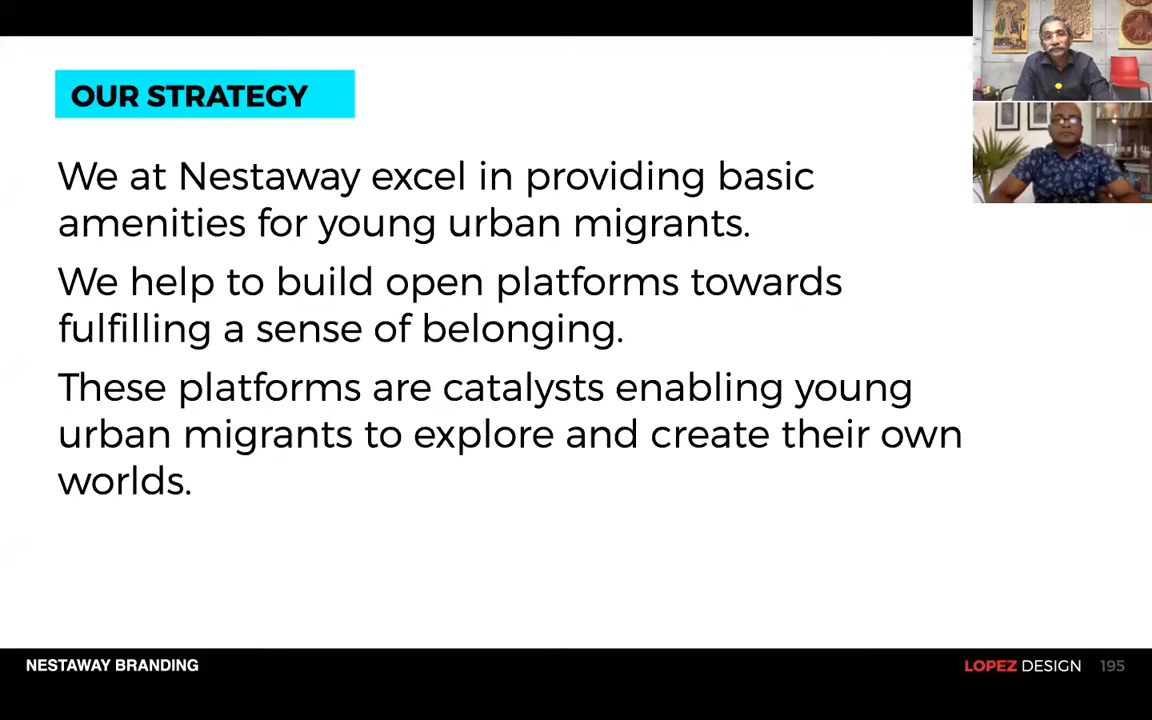 OUR STRATEGY
We at Nestaway excel in providing basic
amenities for young urban migrants.
We help to build open platforms towards
fulfilling a sense of belonging.
These platforms are catalysts enabling young
urban migrants to explore and create their own
worlds.
NESTAWAY BRANDING
LOPEZ DESIGN 195